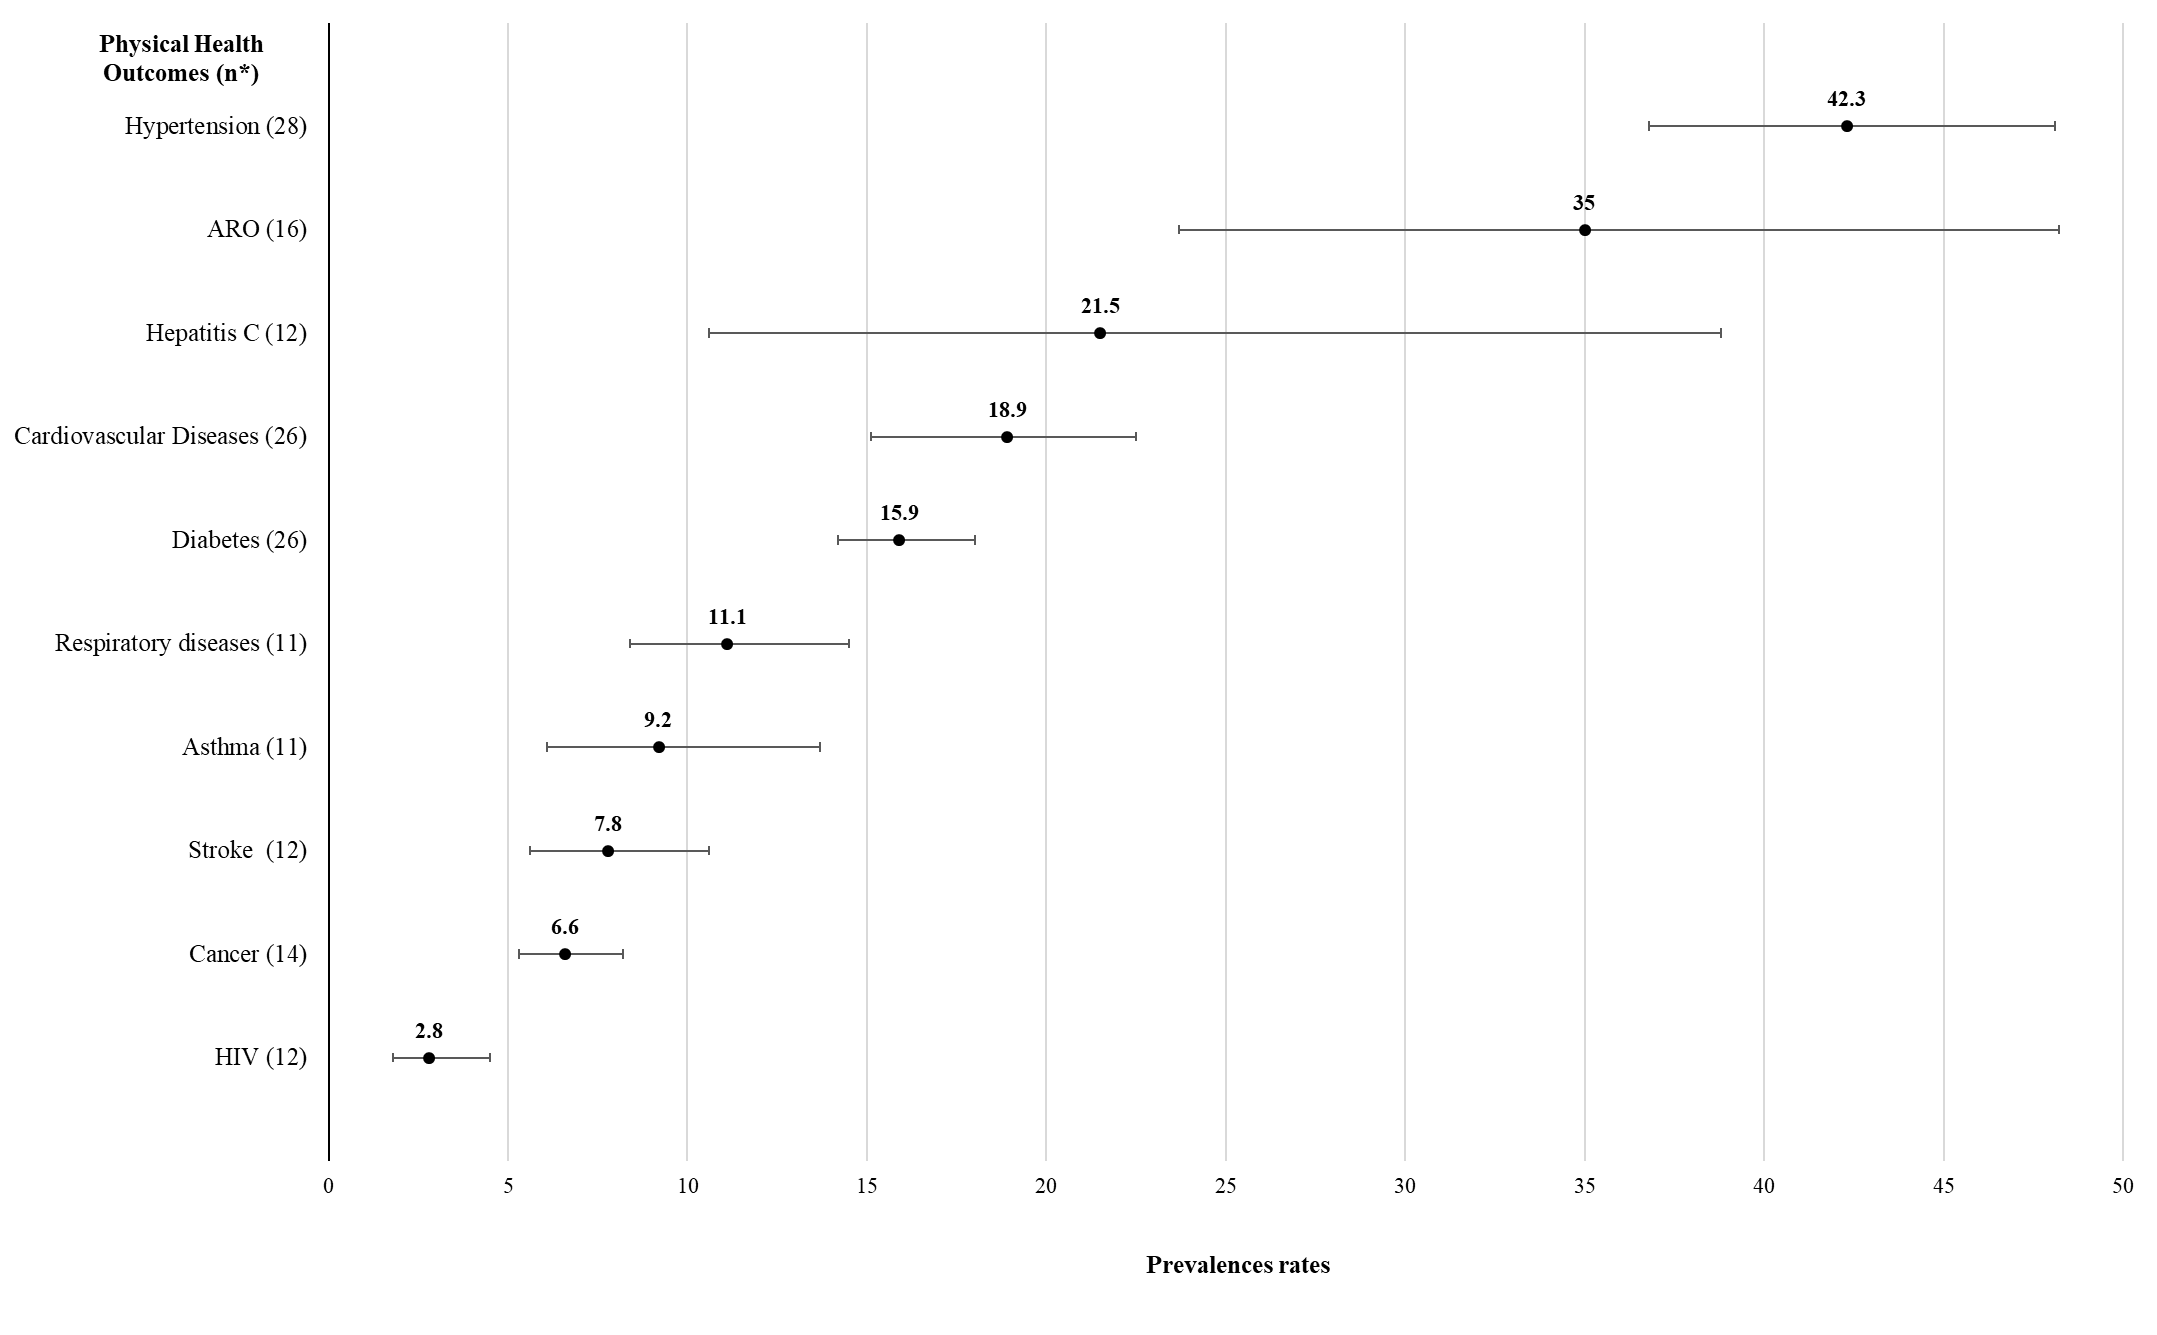 Physical Health
Outcomes (n*)
42.3
Hypertension (28)
35
ARO (16)
21.5
Hepatitis C (12)
18.9
Cardiovascular Diseases (26)
15.9
Diabetes (26)
11.1
Respiratory diseases (11)
9.2
Asthma (11)
7.8
Stroke  (12)
6.6
Cancer (14)
2.8
HIV (12)
0 5 10 15 20 25 30 35 40 45 50
Prevalences rates